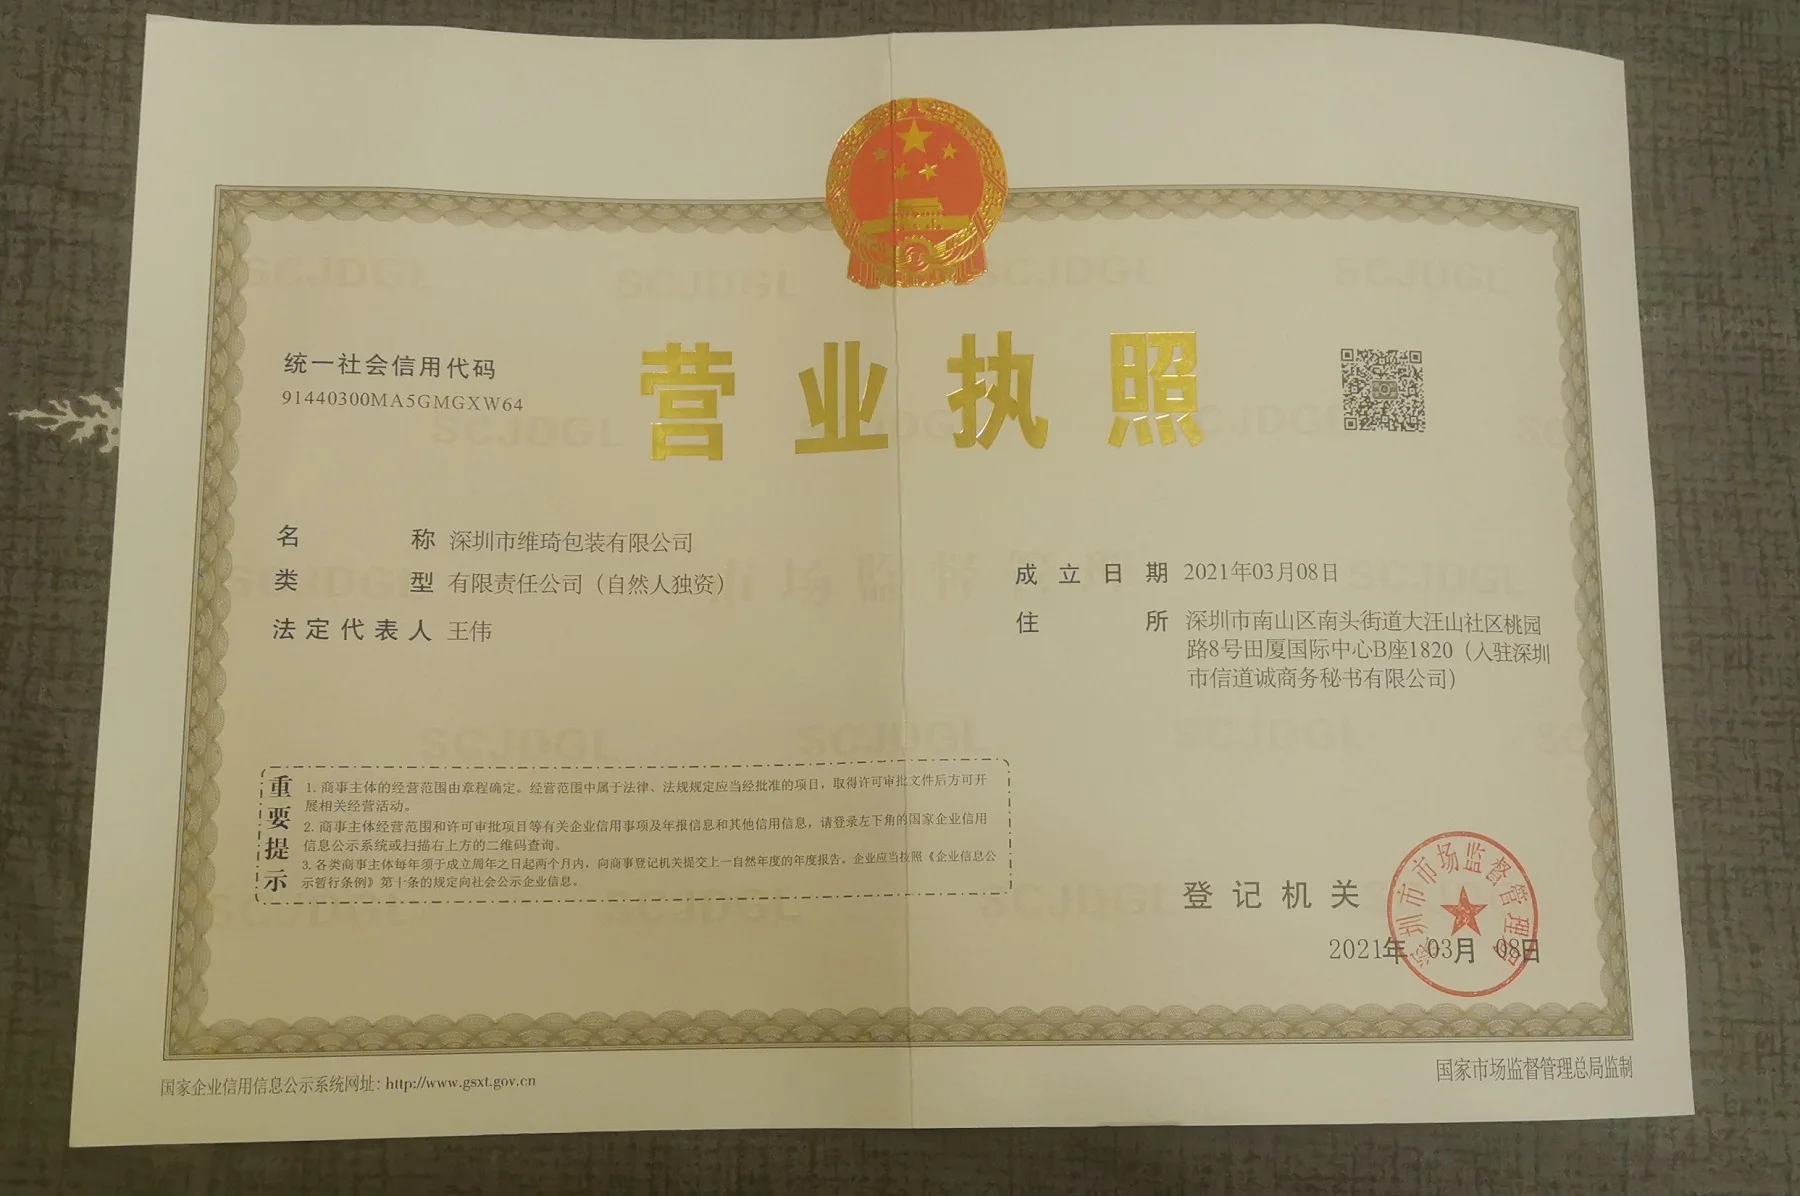 营业执照
统一社会信用代码
91440300MA5GMGXW64
名称 深圳市维琦包装有限公司
类型 有限责任公司（自然人独资）
法定代表人 王伟
成立日期 2021年03月08日
住所 深圳市南山区南头街道大汪山社区桃园
路8号田厦国际中心B座1820（入驻深圳
市信道诚商务秘书有限公司）
重要提示
1. 商事主体的经营范围由章程确定。经营范围中属于法律、法规规定应当经批准的项目，取得许可审批文件后方可开
展相关经营活动。
2. 商事主体经营范围和许可审批项目等有关企业信用事项及年报信息和其他信用信息，请登录左下角的国家企业信用
信息公示系统或扫描右上方的二维码查询。
3. 各类商事主体每年须于成立周年之日起两个月内，向商事登记机关提交上一自然年度的年度报告。企业应当按照《企业信息公
示暂行条例》第十条的规定向社会公示企业信息。
登记机关
深圳市市场监督管理局
2021年 03月 08日
国家企业信用信息公示系统网址：http://www.gsxt.gov.cn
国家市场监督管理总局监制
SCJDGL